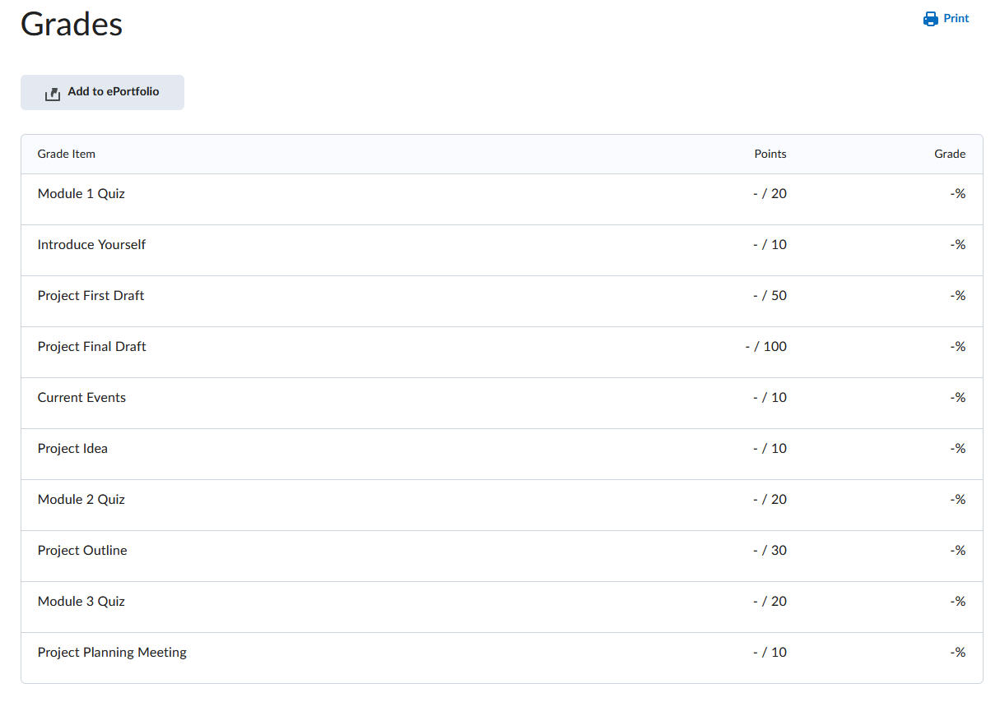 Grades
Print
Add to ePortfolio
Grade Item Points Grade
Module 1 Quiz - / 20 -%
Introduce Yourself - / 10 -%
Project First Draft - / 50 -%
Project Final Draft - / 100 -%
Current Events - / 10 -%
Project Idea - / 10 -%
Module 2 Quiz - / 20 -%
Project Outline - / 30 -%
Module 3 Quiz - / 20 -%
Project Planning Meeting - / 10 -%